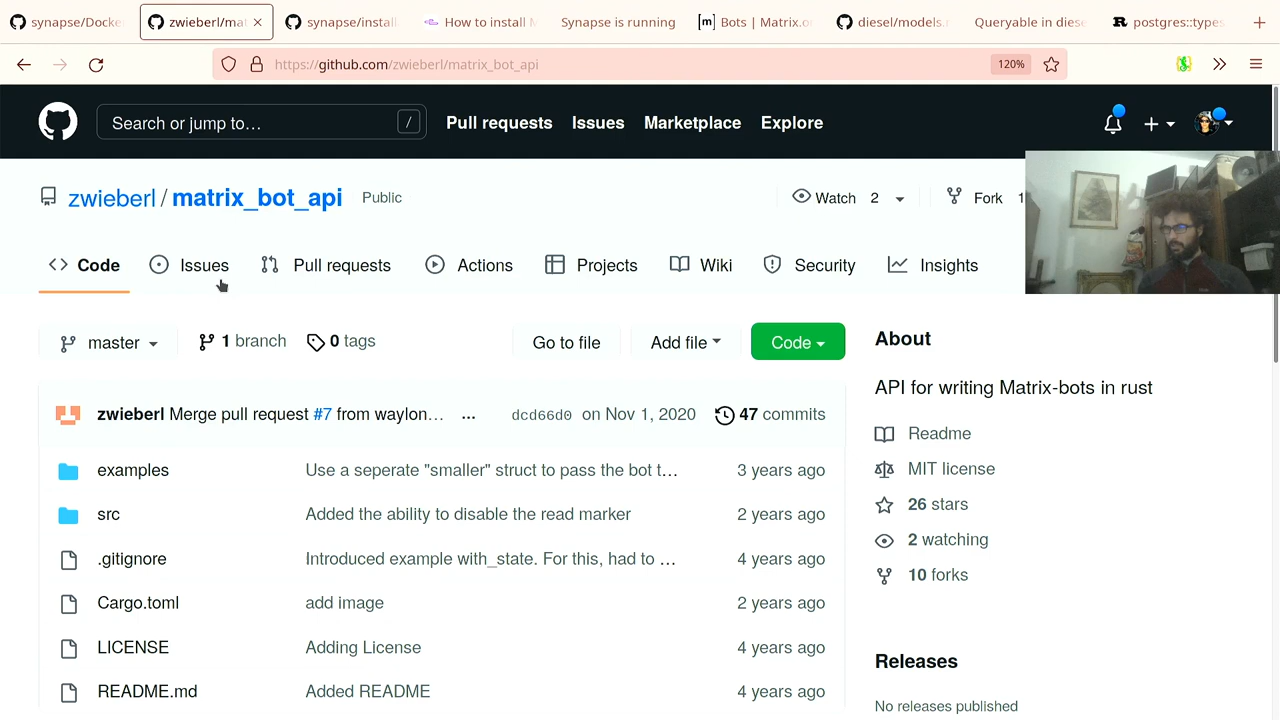 synapse/Docke
zwieberl/mat
synapse/install
How to install M
Synapse is running
[m] Bots | Matrix.o
diesel/models.
Queryable in diese
postgres::types
https://github.com/zwieberl/matrix_bot_api
120%
Search or jump to…
/
Pull requests
Issues
Marketplace
Explore
zwieberl / matrix_bot_api
Public
Watch 2
Fork 1
Code
Issues
Pull requests
Actions
Projects
Wiki
Security
Insights
master
1 branch
0 tags
Go to file
Add file
Code
About
API for writing Matrix-bots in rust
zwieberl Merge pull request #7 from waylon… ... dcd66d0 on Nov 1, 2020 47 commits
Readme
examples Use a seperate "smaller" struct to pass the bot t… 3 years ago
MIT license
26 stars
src Added the ability to disable the read marker 2 years ago
2 watching
.gitignore Introduced example with_state. For this, had to … 4 years ago
10 forks
Cargo.toml add image 2 years ago
LICENSE Adding License 4 years ago
Releases
README.md Added README 4 years ago
No releases published